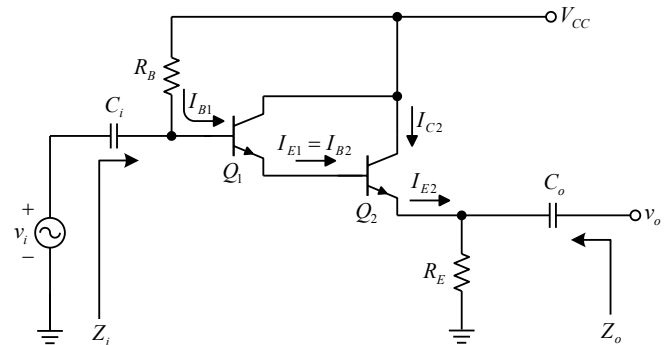 V_CC
R_B
C_i
I_B1
I_C2
I_E1 = I_B2
Q_1
I_E2
Q_2
C_o
+
v_i
−
v_o
R_E
Z_i
Z_o